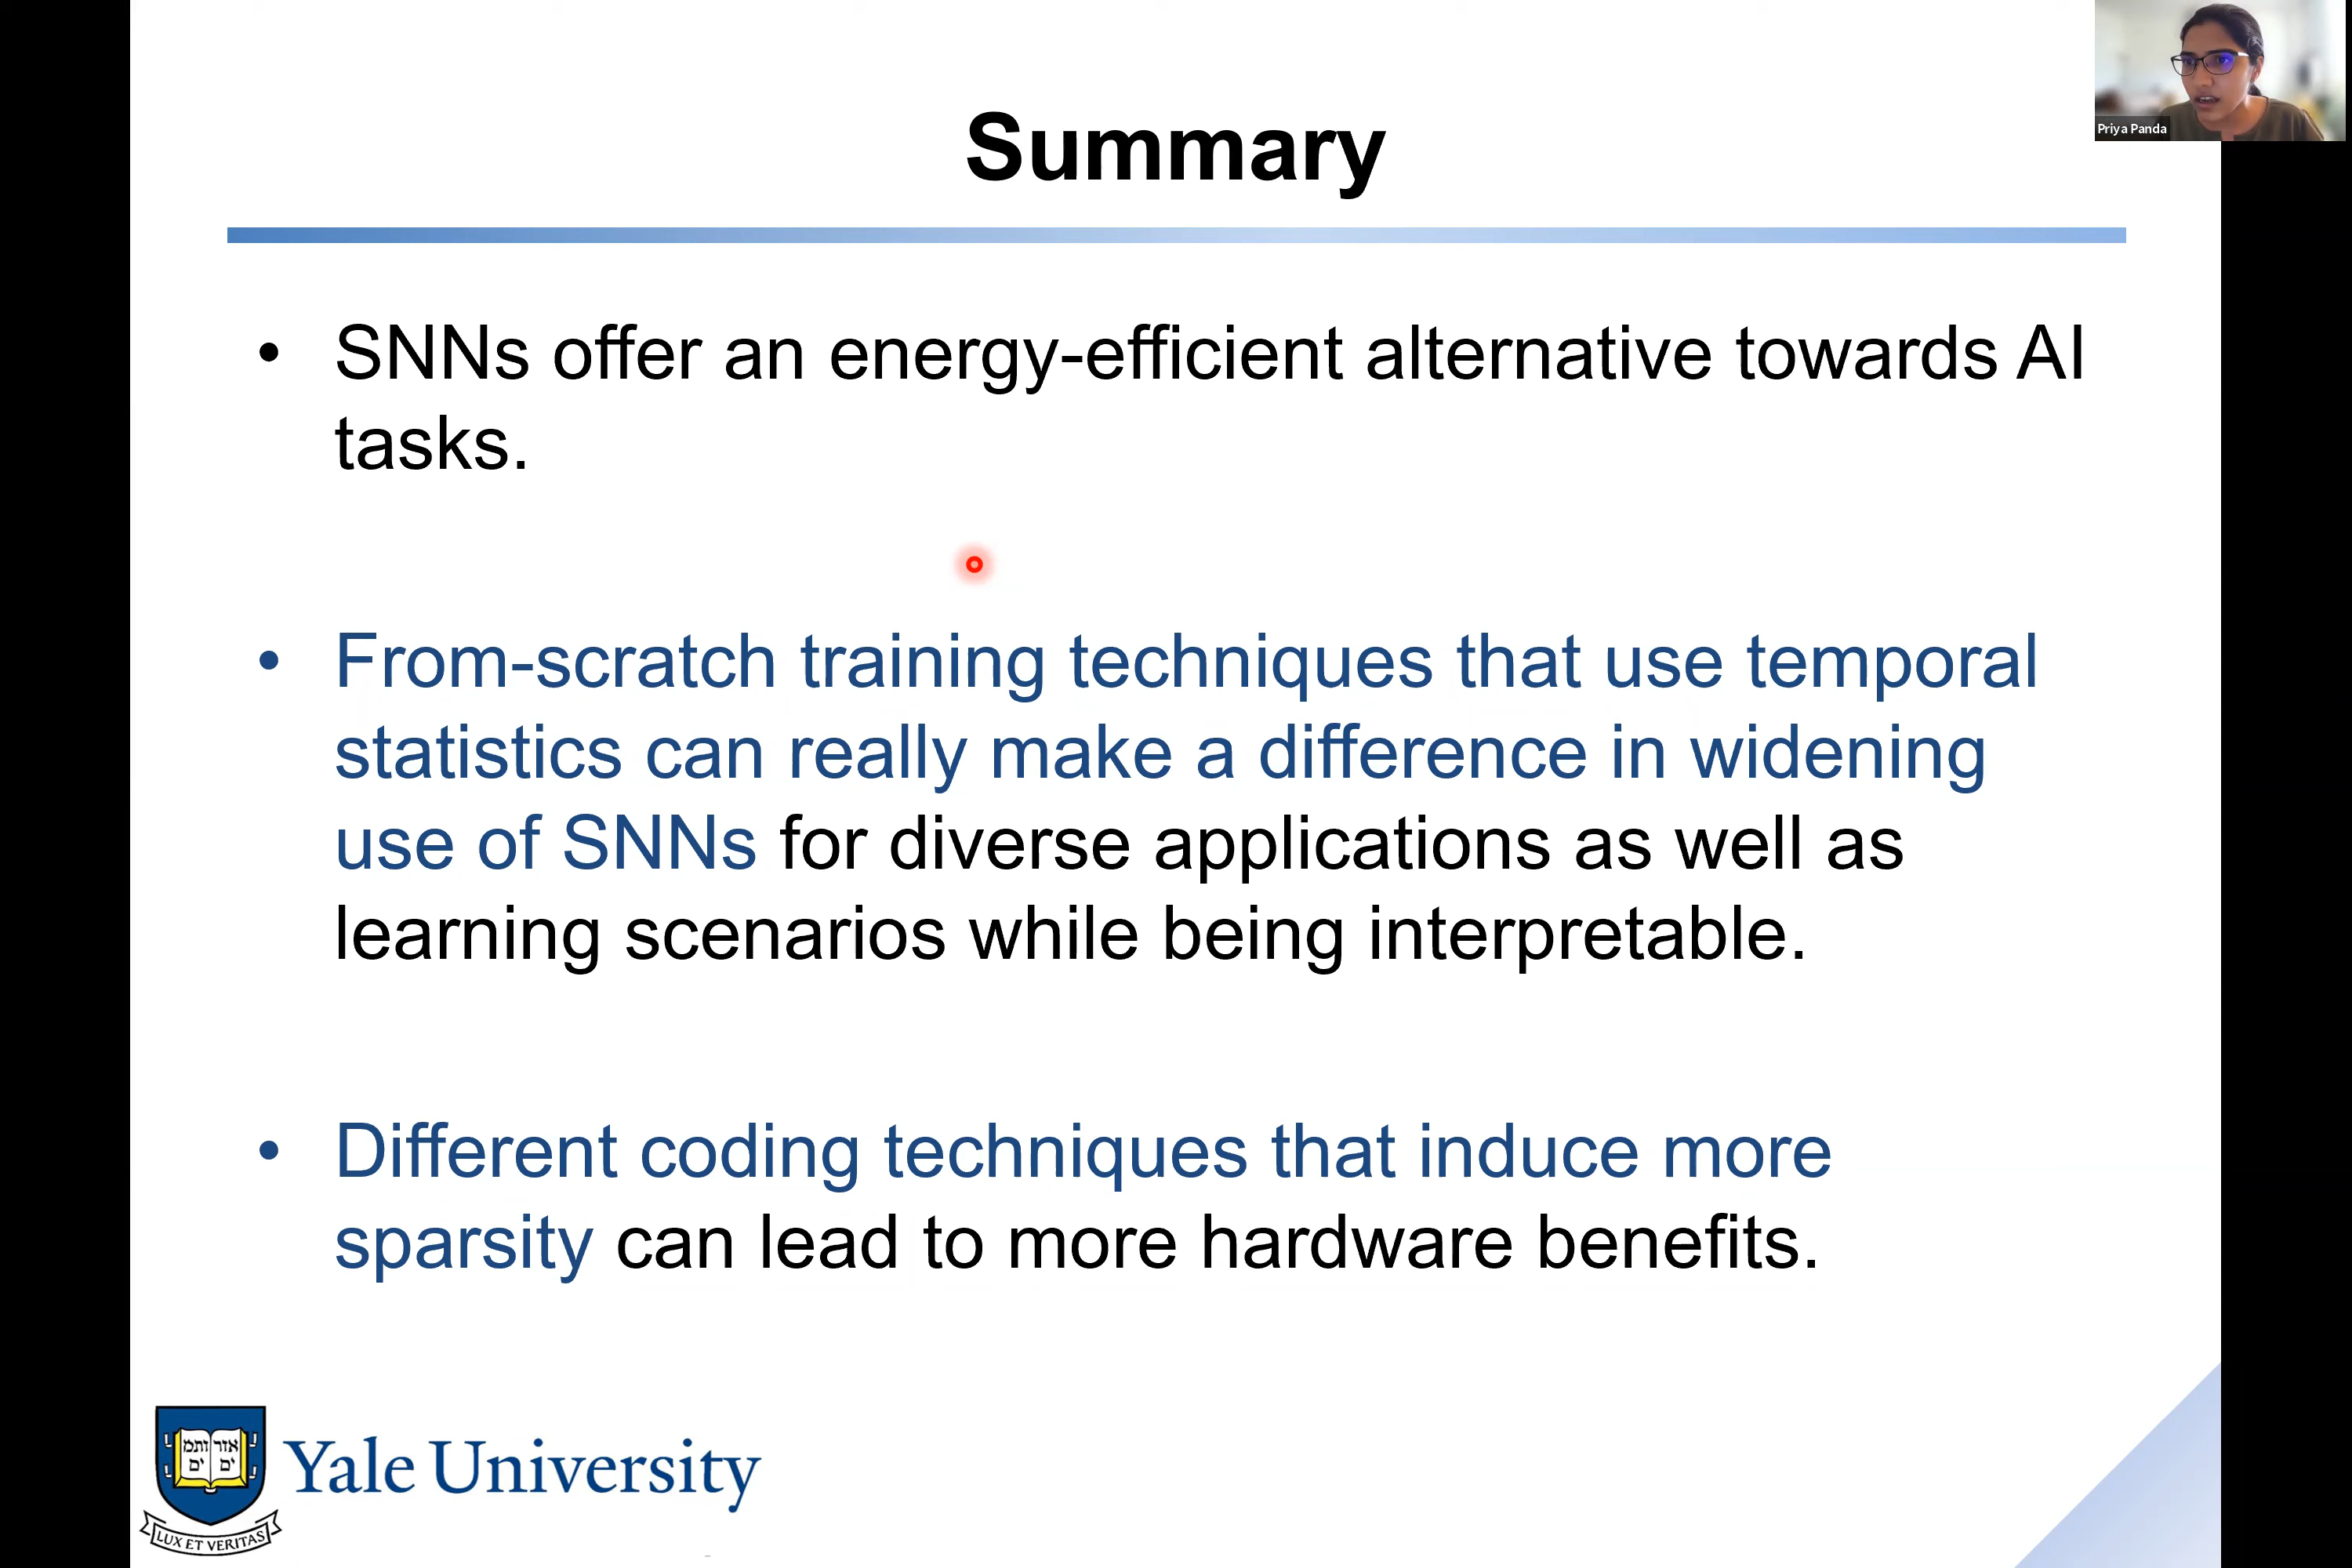 Summary
Priya Panda
• SNNs offer an energy-efficient alternative towards AI
tasks.
• From-scratch training techniques that use temporal
statistics can really make a difference in widening
use of SNNs for diverse applications as well as
learning scenarios while being interpretable.
• Different coding techniques that induce more
sparsity can lead to more hardware benefits.
אורים
ותמים
Yale University
LUX ET VERITAS